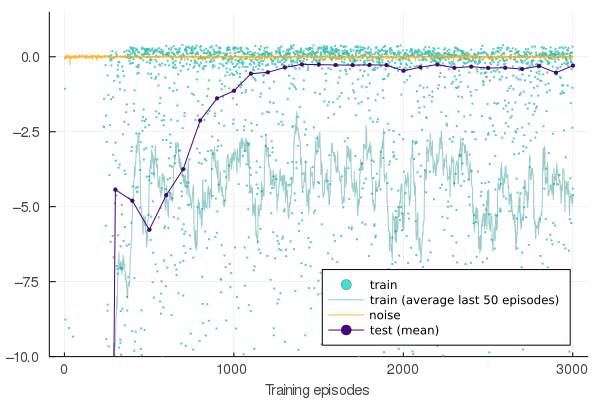 0.0
−2.5
−5.0
−7.5
−10.0
0
1000
2000
3000
Training episodes
train
train (average last 50 episodes)
noise
test (mean)